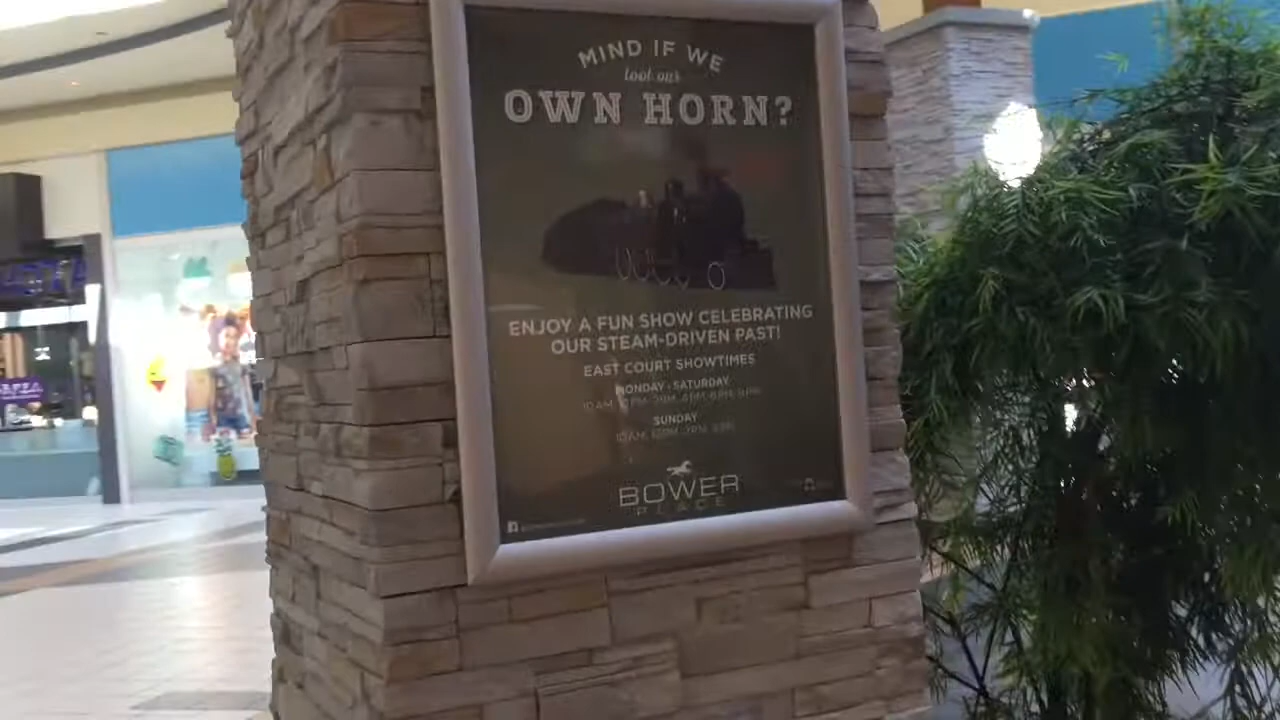 MIND IF WE
toot our
OWN HORN?
ENJOY A FUN SHOW CELEBRATING
OUR STEAM-DRIVEN PAST!
EAST COURT SHOWTIMES
MONDAY - SATURDAY
SUNDAY
BOWER
PLACE